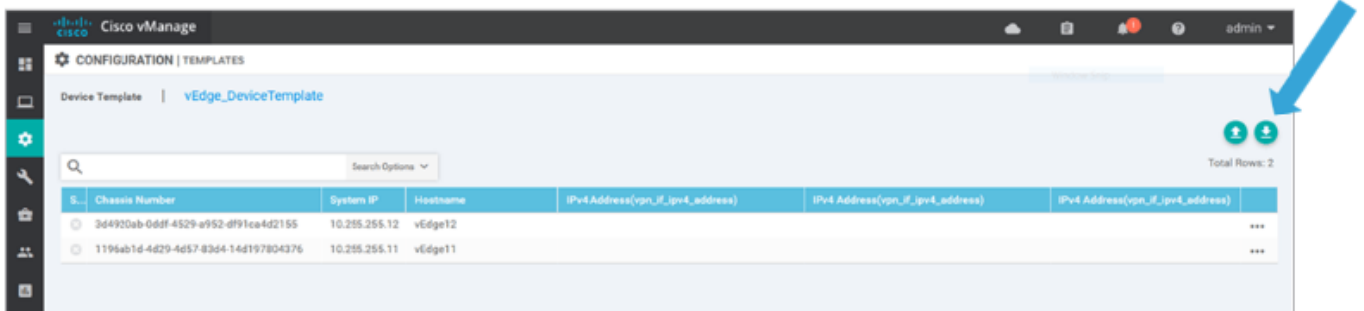 cisco Cisco vManage admin
CONFIGURATION | TEMPLATES
Device Template | vEdge_DeviceTemplate
Total Rows: 2
Search Options
S... Chassis Number System IP Hostname IPv4 Address(vpn_if_ipv4_address) IPv4 Address(vpn_if_ipv4_address) IPv4 Address(vpn_if_ipv4_address)
3d4920ab-0ddf-4529-a952-df91ca4d2155 10.255.255.12 vEdge12 •••
1196ab1d-4d29-4d57-83d4-14d197804376 10.255.255.11 vEdge11 •••